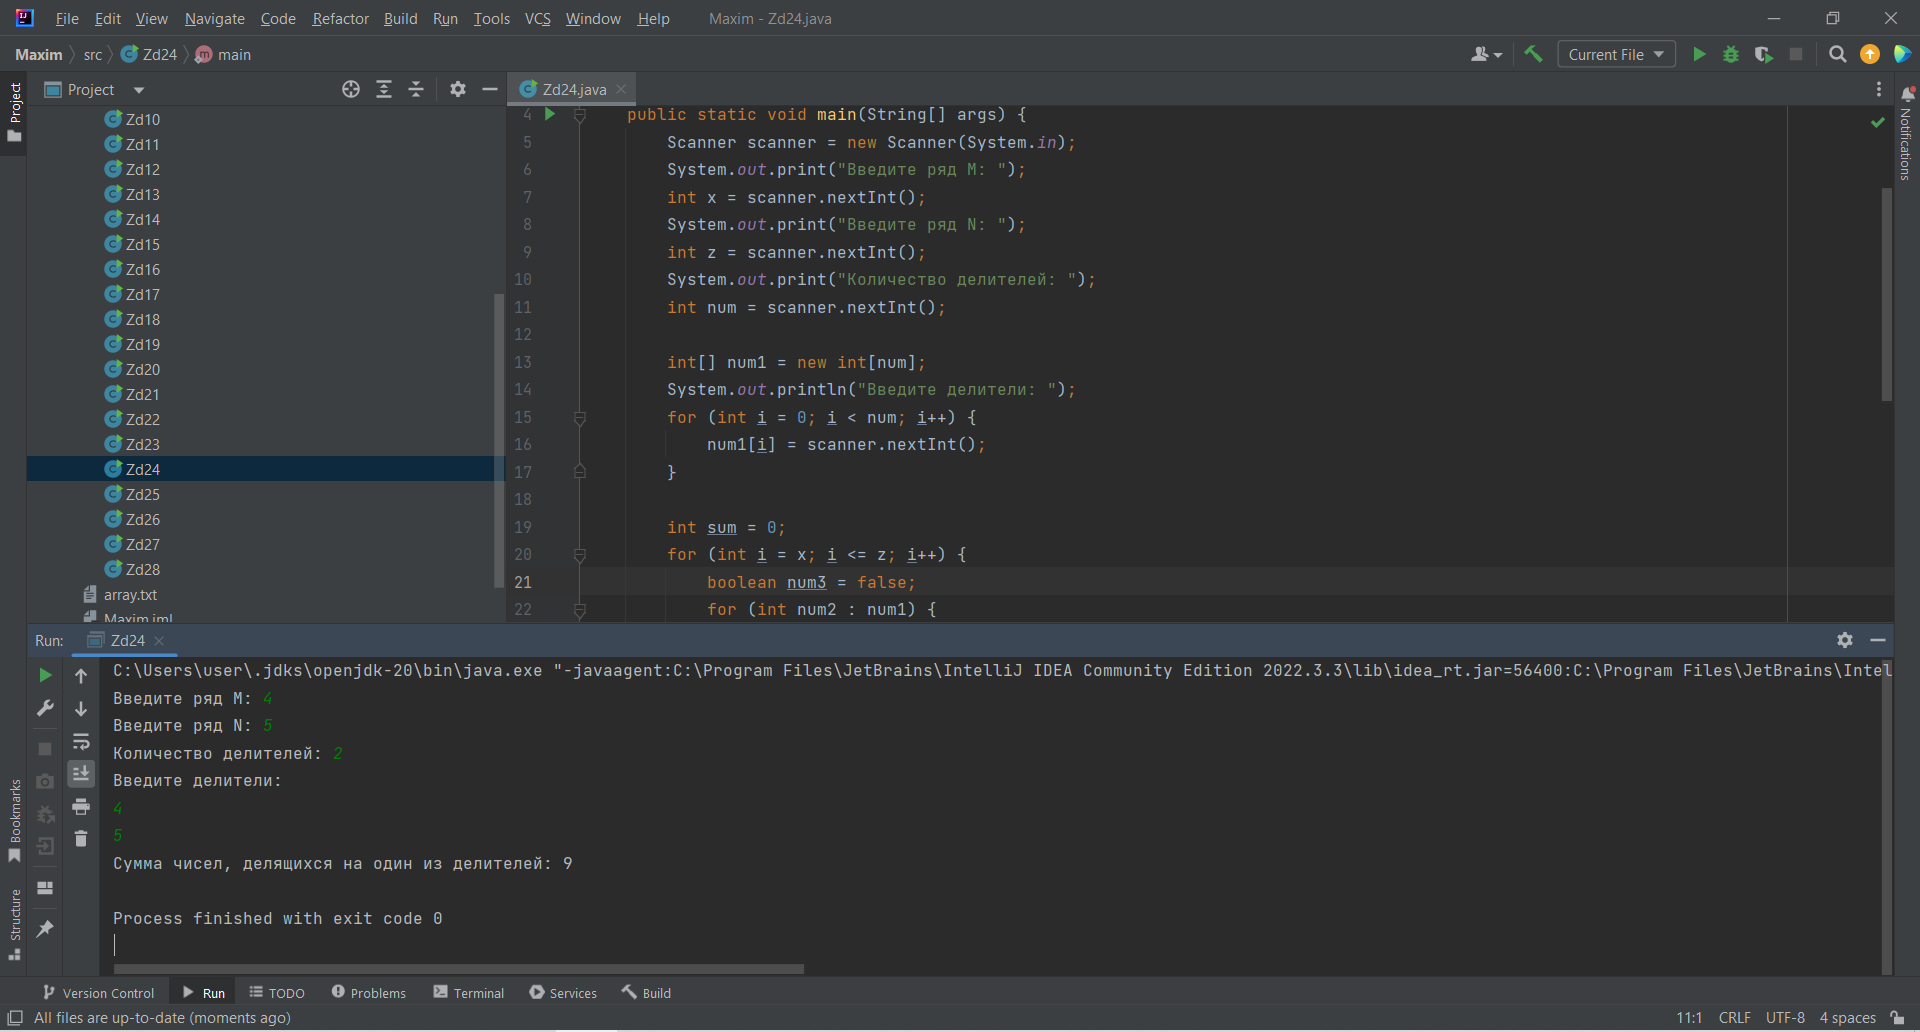 File Edit View Navigate Code Refactor Build Run Tools VCS Window Help Maxim - Zd24.java
Maxim src Zd24 main
Current File
Project
Zd24.java
Project
Notifications
Zd10
Zd11
Zd12
Zd13
Zd14
Zd15
Zd16
Zd17
Zd18
Zd19
Zd20
Zd21
Zd22
Zd23
Zd24
Zd25
Zd26
Zd27
Zd28
array.txt
Maxim.iml
4 public static void main(String[] args) {
5 Scanner scanner = new Scanner(System.in);
6 System.out.print("Введите ряд M: ");
7 int x = scanner.nextInt();
8 System.out.print("Введите ряд N: ");
9 int z = scanner.nextInt();
10 System.out.print("Количество делителей: ");
11 int num = scanner.nextInt();
12
13 int[] num1 = new int[num];
14 System.out.println("Введите делители: ");
15 for (int i = 0; i < num; i++) {
16 num1[i] = scanner.nextInt();
17 }
18
19 int sum = 0;
20 for (int i = x; i <= z; i++) {
21 boolean num3 = false;
22 for (int num2 : num1) {
Run: Zd24
C:\Users\user\.jdks\openjdk-20\bin\java.exe "-javaagent:C:\Program Files\JetBrains\IntelliJ IDEA Community Edition 2022.3.3\lib\idea_rt.jar=56400:C:\Program Files\JetBrains\Intel
Введите ряд M: 4
Введите ряд N: 5
Количество делителей: 2
Введите делители:
4
5
Сумма чисел, делящихся на один из делителей: 9
Process finished with exit code 0
Bookmarks
Structure
Version Control Run TODO Problems Terminal Services Build
All files are up-to-date (moments ago)
11:1 CRLF UTF-8 4 spaces